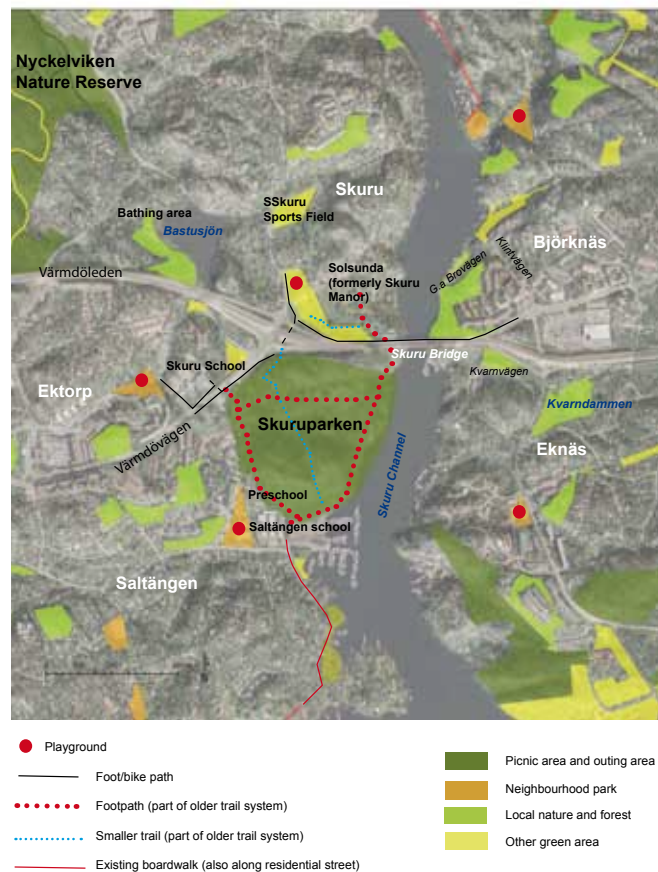 Nyckelviken
Nature Reserve
Skuru
SSkuru
Sports Field
Bathing area
Bastusjön
Björknäs
Klintvägen
G:a Brovägen
Värmdöleden
Solsunda
(formerly Skuru
Manor)
Skuru Bridge
Skuru School
Kvarnvägen
Ektorp
Kvarndammen
Skuruparken
Värmdövägen
Eknäs
Skuru Channel
Preschool
Saltängen school
Saltängen
Playground
Foot/bike path
Footpath (part of older trail system)
Smaller trail (part of older trail system)
Existing boardwalk (also along residential street)
Picnic area and outing area
Neighbourhood park
Local nature and forest
Other green area